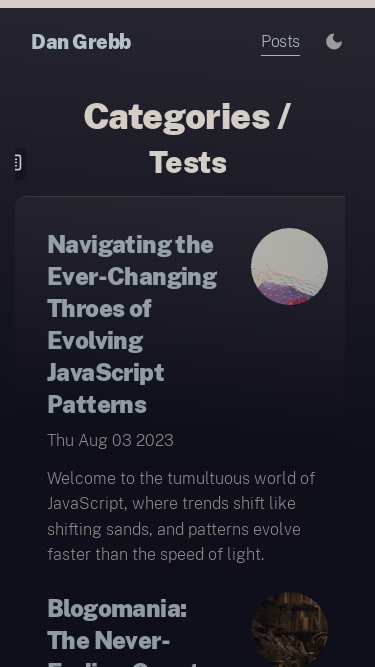 Dan Grebb
Posts
Categories /
Tests
Navigating the
Ever-Changing
Throes of
Evolving
JavaScript
Patterns
Thu Aug 03 2023
Welcome to the tumultuous world of
JavaScript, where trends shift like
shifting sands, and patterns evolve
faster than the speed of light.
Blogomania:
The Never-